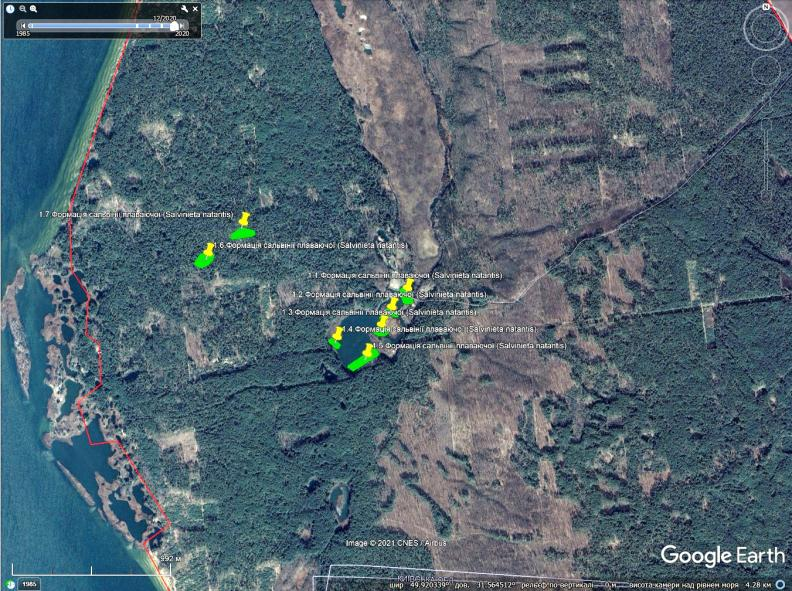 12/2020
1985
2020
N
1.7 Формація сальвінії плаваючої (Salvinieta natantis)
1.6 Формація сальвінії плаваючої (Salvinieta natantis)
1.1 Формація сальвінії плаваючої (Salvinieta natantis)
1.2 Формація сальвінії плаваючої (Salvinieta natantis)
1.3 Формація сальвінії плаваючої (Salvinieta natantis)
1.4 Формація сальвінії плаваючої (Salvinieta natantis)
1.5 Формація сальвінії плаваючої (Salvinieta natantis)
Image © 2021 CNES / Airbus
Google Earth
992 м
1985
шир 49.920339° дов. 31.564512° рельєф по вертикалі 0 м висота камери над рівнем моря 4.28 км